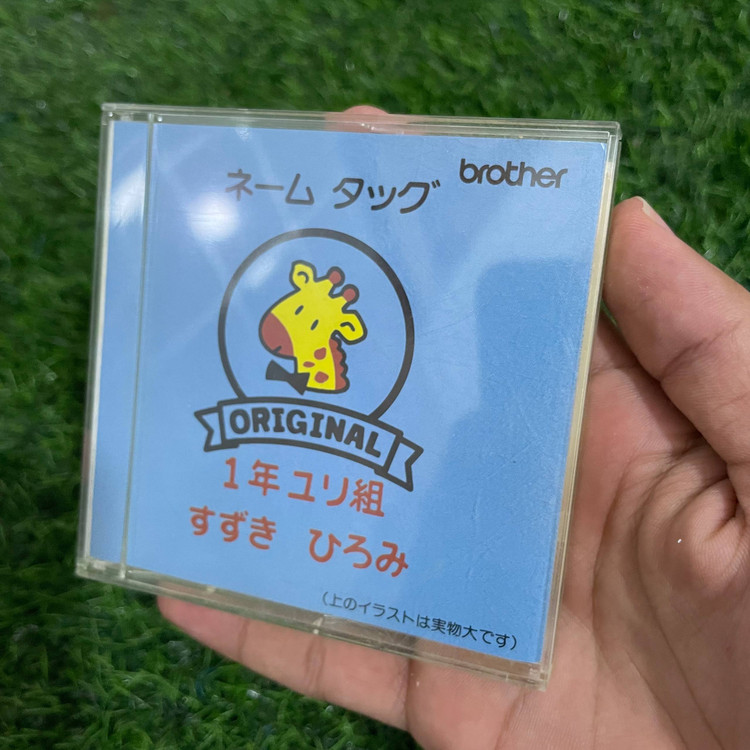 brother
ネーム タッグ
ORIGINAL
1年ユリ組
すずき ひろみ
(上のイラストは実物大です)